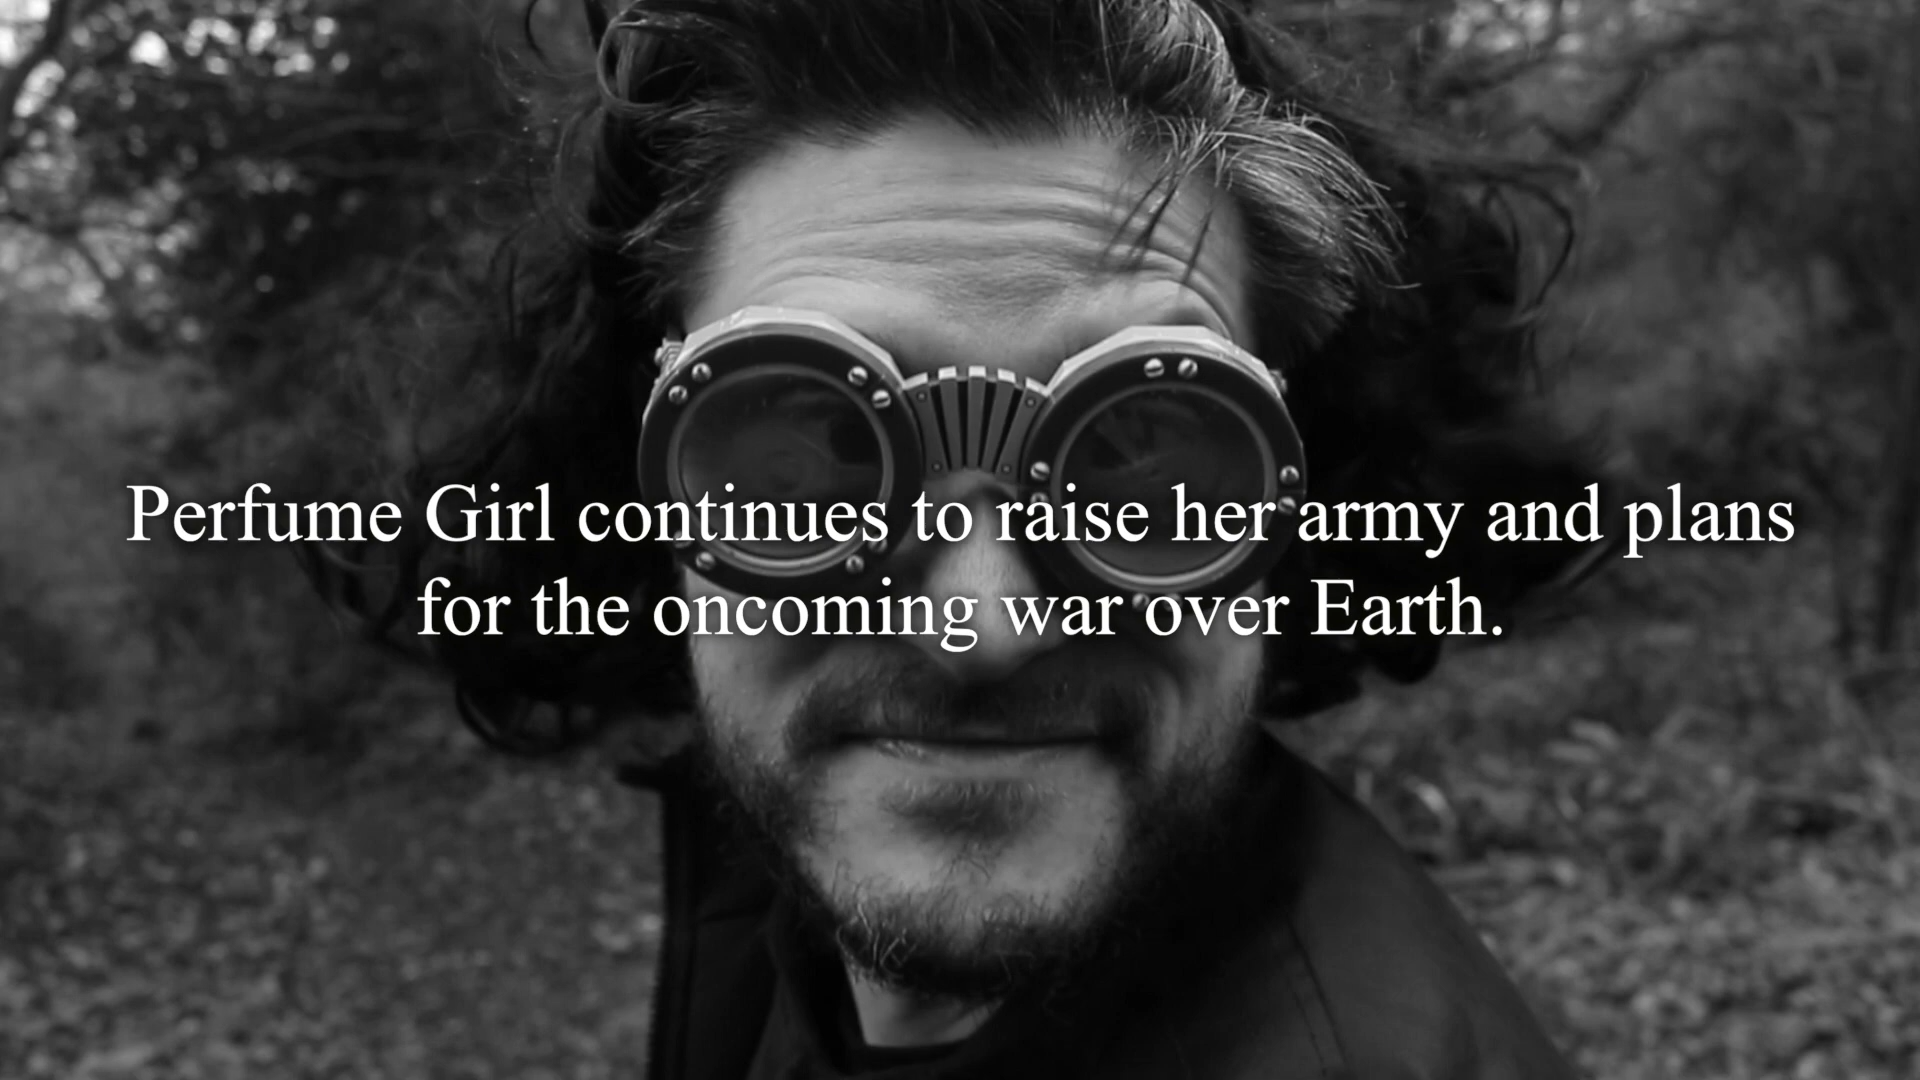 Perfume Girl continues to raise her army and plans
for the oncoming war over Earth.